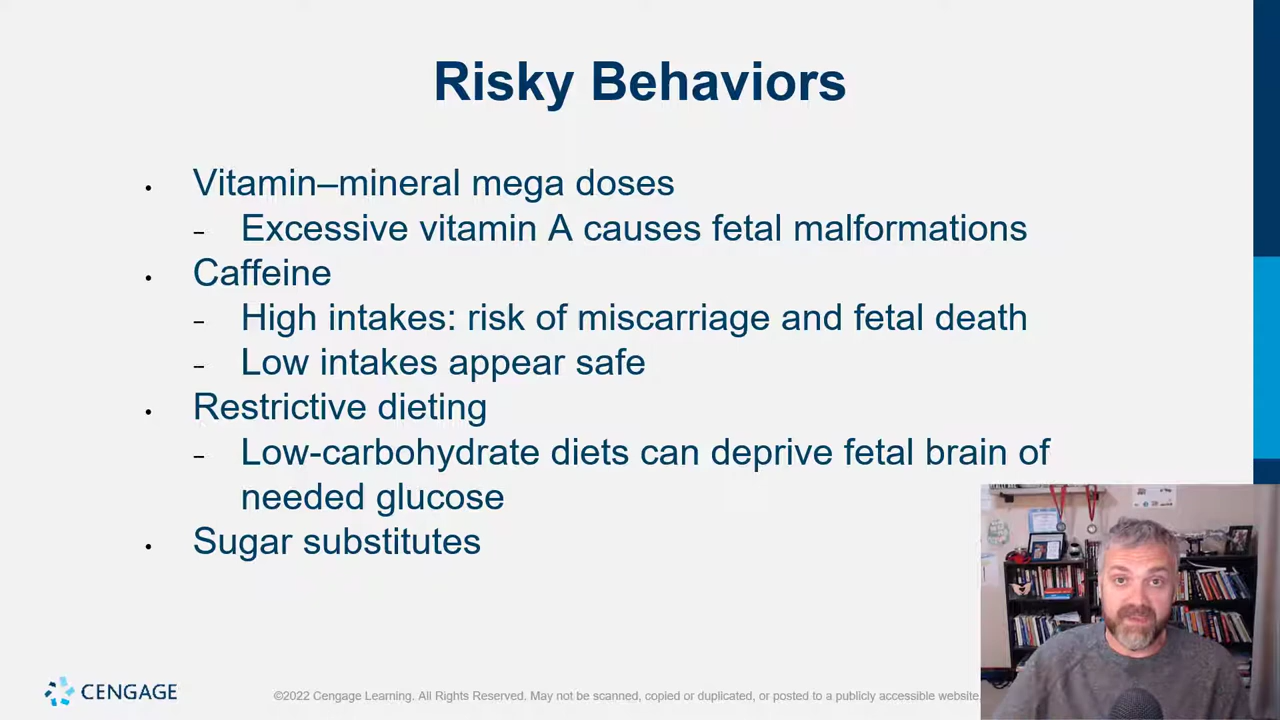 Risky Behaviors
• Vitamin–mineral mega doses
– Excessive vitamin A causes fetal malformations
• Caffeine
– High intakes: risk of miscarriage and fetal death
– Low intakes appear safe
• Restrictive dieting
– Low-carbohydrate diets can deprive fetal brain of
needed glucose
• Sugar substitutes
CENGAGE
©2022 Cengage Learning. All Rights Reserved. May not be scanned, copied or duplicated, or posted to a publicly accessible website,